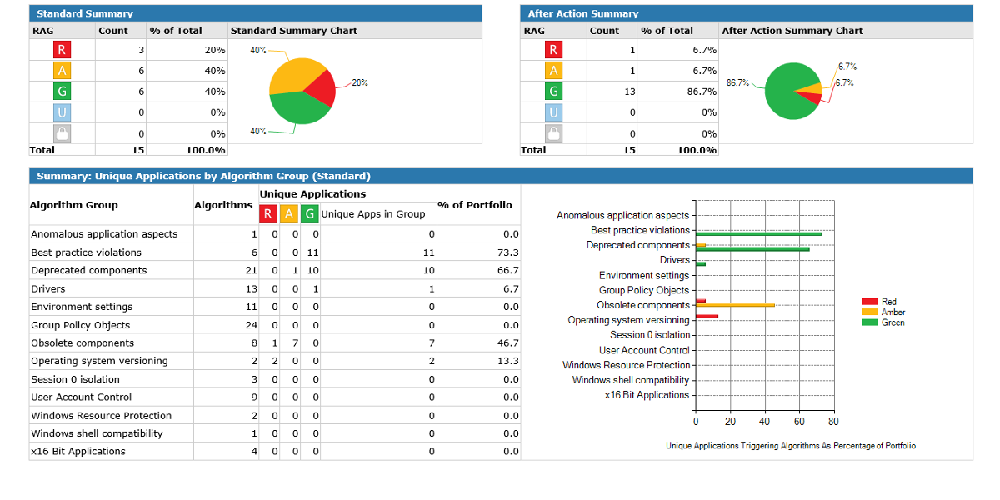 Standard Summary
RAG Count % of Total Standard Summary Chart
R 3 20%
A 6 40%
G 6 40%
U 0 0%
0 0%
Total 15 100.0%
40%
20%
40%
After Action Summary
RAG Count % of Total After Action Summary Chart
R 1 6.7%
A 1 6.7%
G 13 86.7%
U 0 0%
0 0%
Total 15 100.0%
6.7%
86.7%
6.7%
Summary: Unique Applications by Algorithm Group (Standard)
Algorithm Group Algorithms Unique Applications % of Portfolio
R A G Unique Apps in Group
Anomalous application aspects 1 0 0 0 0 0.0
Best practice violations 6 0 0 11 11 73.3
Deprecated components 21 0 1 10 10 66.7
Drivers 13 0 0 1 1 6.7
Environment settings 11 0 0 0 0 0.0
Group Policy Objects 24 0 0 0 0 0.0
Obsolete components 8 1 7 0 7 46.7
Operating system versioning 2 2 0 0 2 13.3
Session 0 isolation 3 0 0 0 0 0.0
User Account Control 9 0 0 0 0 0.0
Windows Resource Protection 2 0 0 0 0 0.0
Windows shell compatibility 1 0 0 0 0 0.0
x16 Bit Applications 4 0 0 0 0 0.0
Anomalous application aspects
Best practice violations
Deprecated components
Drivers
Environment settings
Group Policy Objects
Obsolete components
Operating system versioning
Session 0 isolation
User Account Control
Windows Resource Protection
Windows shell compatibility
x16 Bit Applications
0 20 40 60 80
Unique Applications Triggering Algorithms As Percentage of Portfolio
Red
Amber
Green